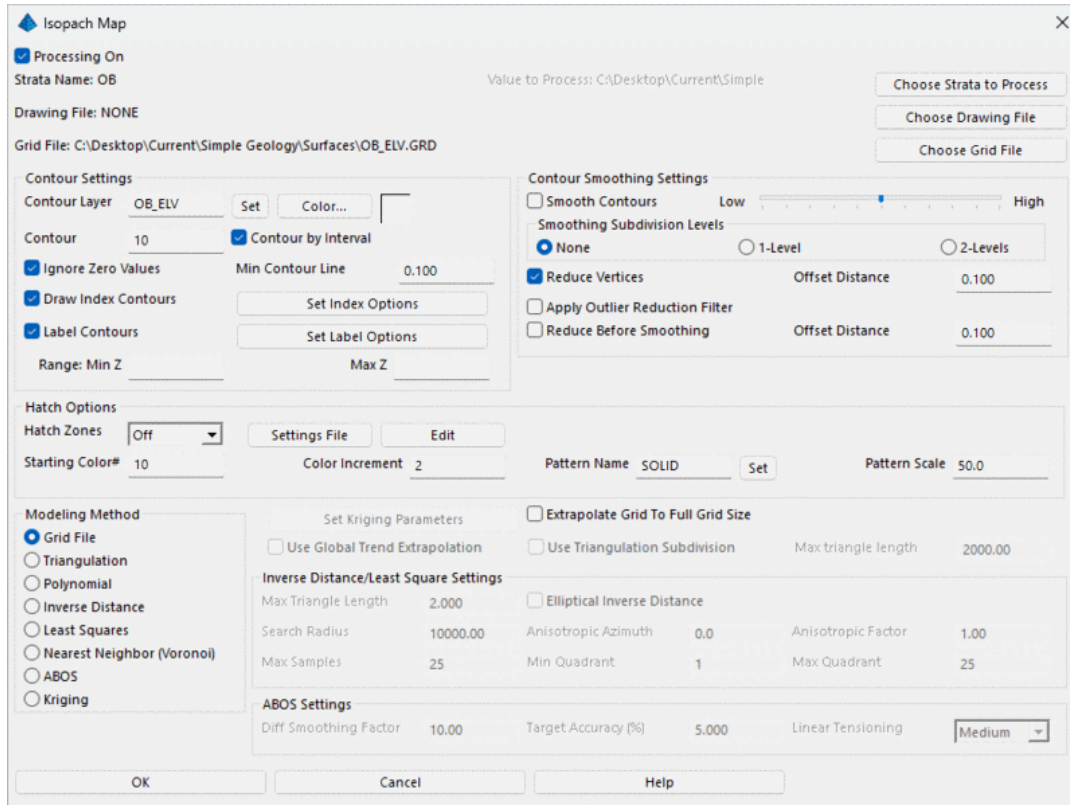 Isopach Map
Processing On
Strata Name: OB
Value to Process: C:\Desktop\Current\Simple
Choose Strata to Process
Drawing File: NONE
Choose Drawing File
Grid File: C:\Desktop\Current\Simple Geology\Surfaces\OB_ELV.GRD
Choose Grid File
Contour Settings
Contour Layer OB_ELV Set Color...
Contour 10 Contour by Interval
Ignore Zero Values Min Contour Line 0.100
Draw Index Contours Set Index Options
Label Contours Set Label Options
Range: Min Z Max Z
Contour Smoothing Settings
Smooth Contours Low High
Smoothing Subdivision Levels
None 1-Level 2-Levels
Reduce Vertices Offset Distance 0.100
Apply Outlier Reduction Filter
Reduce Before Smoothing Offset Distance 0.100
Hatch Options
Hatch Zones Off Settings File Edit
Starting Color# 10 Color Increment 2 Pattern Name SOLID Set Pattern Scale 50.0
Modeling Method
Grid File
Triangulation
Polynomial
Inverse Distance
Least Squares
Nearest Neighbor (Voronoi)
ABOS
Kriging
Set Kriging Parameters Extrapolate Grid To Full Grid Size
Use Global Trend Extrapolation Use Triangulation Subdivision Max triangle length 2000.00
Inverse Distance/Least Square Settings
Max Triangle Length 2.000 Elliptical Inverse Distance
Search Radius 10000.00 Anisotropic Azimuth 0.0 Anisotropic Factor 1.00
Max Samples 25 Min Quadrant 1 Max Quadrant 25
ABOS Settings
Diff Smoothing Factor 10.00 Target Accuracy (%) 5.000 Linear Tensioning Medium
OK Cancel Help